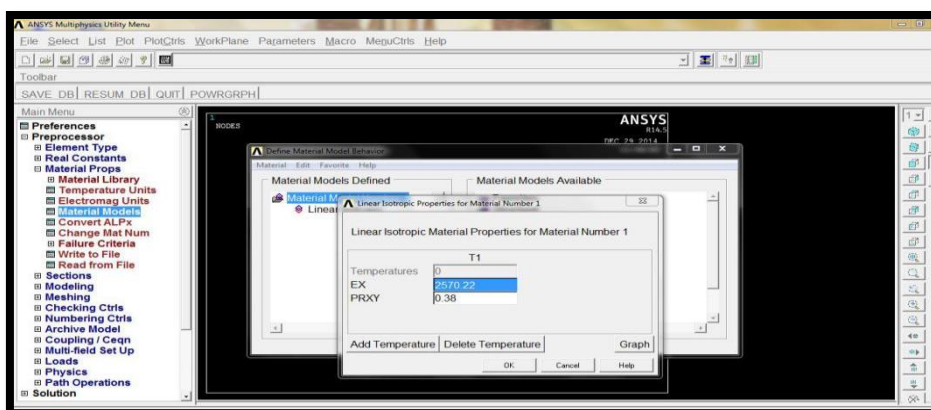 ANSYS Multiphysics Utility Menu
File Select List Plot PlotCtrls WorkPlane Parameters Macro MenuCtrls Help
Toolbar
SAVE_DB RESUM_DB QUIT POWRGRPH
Main Menu
Preferences
Preprocessor
Element Type
Real Constants
Material Props
Material Library
Temperature Units
Electromag Units
Material Models
Convert ALPx
Change Mat Num
Failure Criteria
Write to File
Read from File
Sections
Modeling
Meshing
Checking Ctrls
Numbering Ctrls
Archive Model
Coupling / Ceqn
Multi-field Set Up
Loads
Physics
Path Operations
Solution
1
NODES
ANSYS
R14.5
DEC 29 2014
Define Material Model Behavior
Material Edit Favorite Help
Material Models Defined
Material Models Available
Material M
Linear
Linear Isotropic Properties for Material Number 1
Linear Isotropic Material Properties for Material Number 1
T1
Temperatures 0
EX 2570.22
PRXY 0.38
Add Temperature Delete Temperature Graph
OK Cancel Help
1